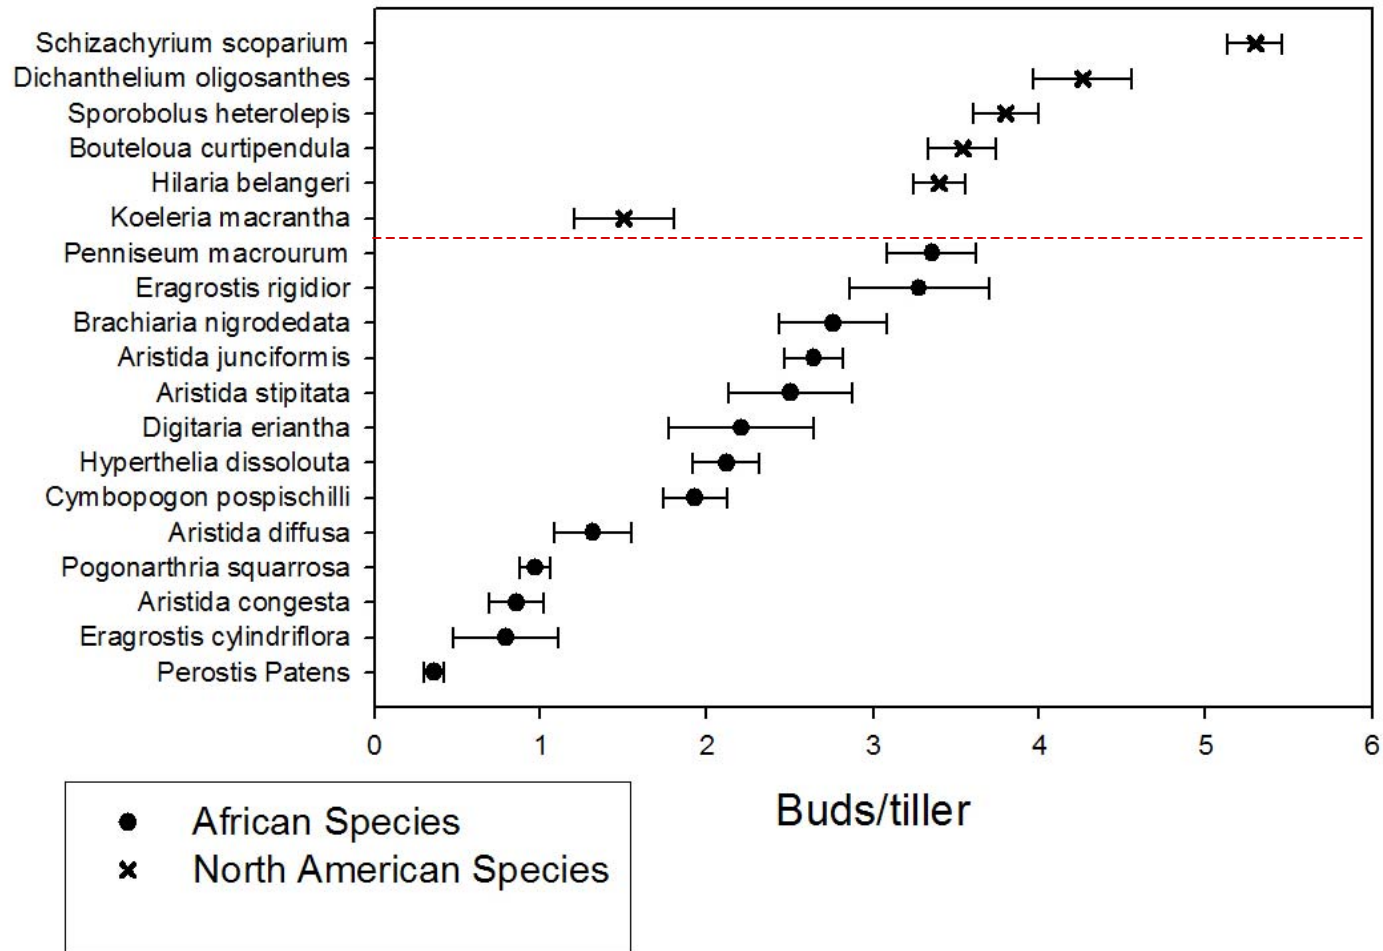 Schizachyrium scoparium
Dichanthelium oligosanthes
Sporobolus heterolepis
Bouteloua curtipendula
Hilaria belangeri
Koeleria macrantha
Penniseum macrourum
Eragrostis rigidior
Brachiaria nigrodedata
Aristida junciformis
Aristida stipitata
Digitaria eriantha
Hyperthelia dissolouta
Cymbopogon pospischilli
Aristida diffusa
Pogonarthria squarrosa
Aristida congesta
Eragrostis cylindriflora
Perostis Patens
0 1 2 3 4 5 6
Buds/tiller
African Species
North American Species